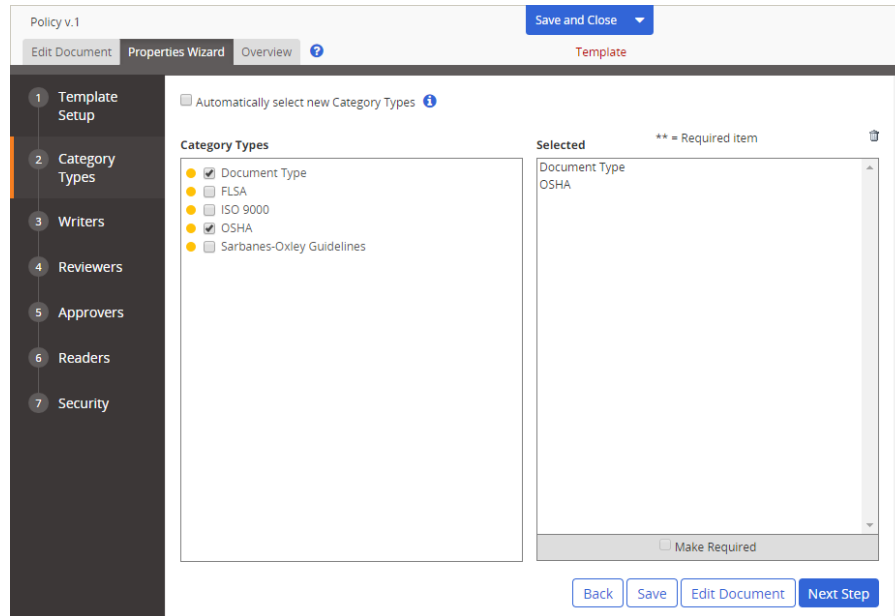 Policy v.1
Save and Close
Edit Document
Properties Wizard
Overview
?
Template
1 Template
Setup
2 Category
Types
3 Writers
4 Reviewers
5 Approvers
6 Readers
7 Security
Automatically select new Category Types i
Category Types
Document Type
FLSA
ISO 9000
OSHA
Sarbanes-Oxley Guidelines
Selected
** = Required item
Document Type
OSHA
Make Required
Back
Save
Edit Document
Next Step